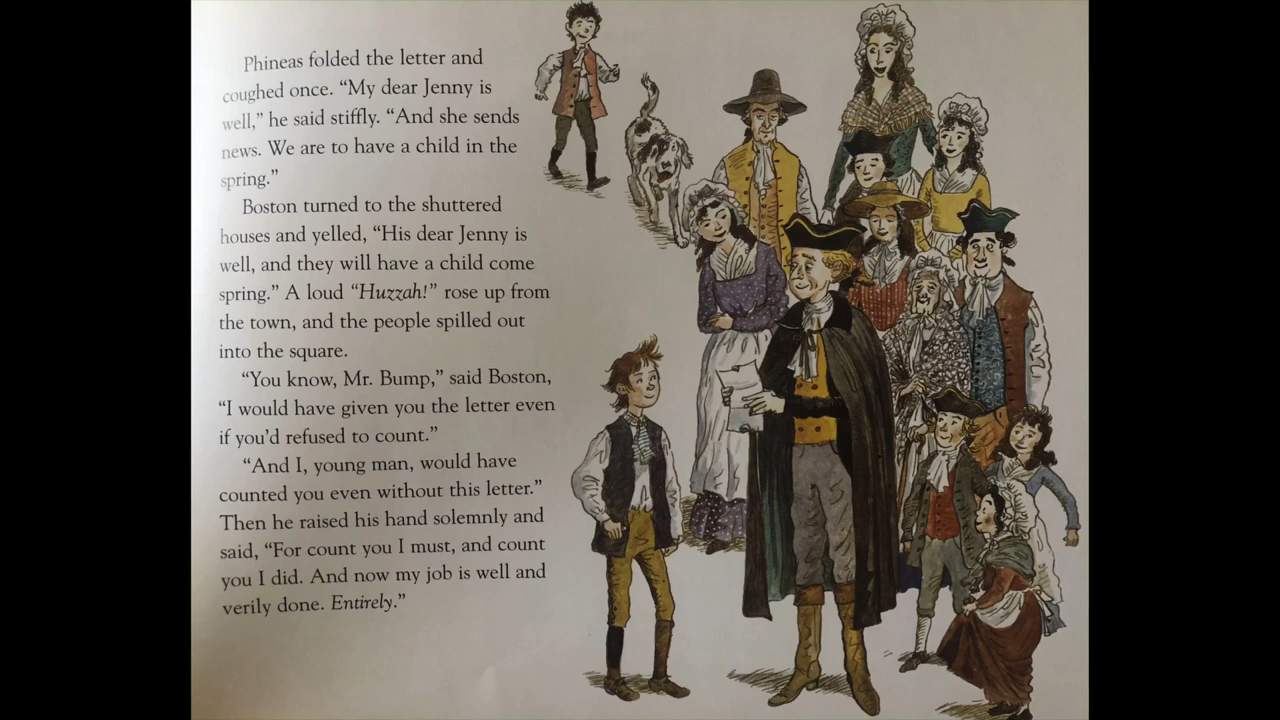 Phineas folded the letter and
coughed once. “My dear Jenny is
well,” he said stiffly. “And she sends
news. We are to have a child in the
spring.”
Boston turned to the shuttered
houses and yelled, “His dear Jenny is
well, and they will have a child come
spring.” A loud “Huzzah!” rose up from
the town, and the people spilled out
into the square.
“You know, Mr. Bump,” said Boston,
“I would have given you the letter even
if you’d refused to count.”
“And I, young man, would have
counted you even without this letter.”
Then he raised his hand solemnly and
said, “For count you I must, and count
you I did. And now my job is well and
verily done. Entirely.”